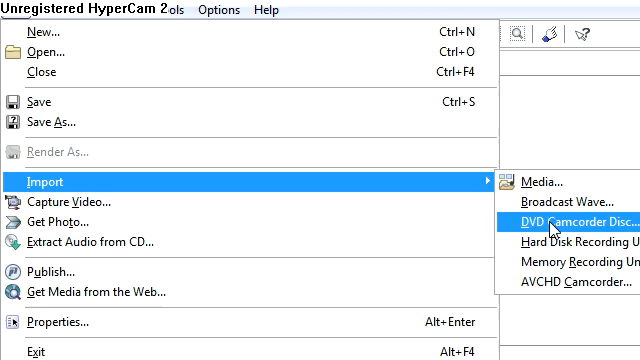 Unregistered HyperCam 2ols Options Help
New... Ctrl+N
Open... Ctrl+O
Close Ctrl+F4
Save Ctrl+S
Save As...
Render As...
Import
Media...
Capture Video...
Broadcast Wave...
Get Photo...
DVD Camcorder Disc...
Extract Audio from CD...
Hard Disk Recording U
Memory Recording Un
Publish...
AVCHD Camcorder...
Get Media from the Web...
Properties... Alt+Enter
Exit Alt+F4